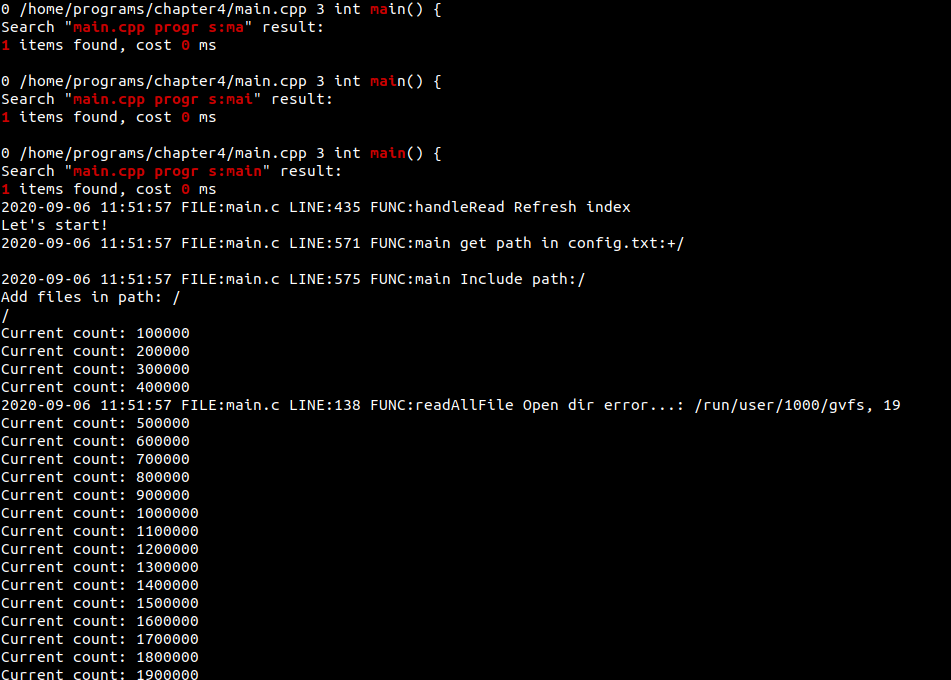 0 /home/programs/chapter4/main.cpp 3 int main() {
Search "main.cpp progr s:ma" result:
1 items found, cost 0 ms
0 /home/programs/chapter4/main.cpp 3 int main() {
Search "main.cpp progr s:mai" result:
1 items found, cost 0 ms
0 /home/programs/chapter4/main.cpp 3 int main() {
Search "main.cpp progr s:main" result:
1 items found, cost 0 ms
2020-09-06 11:51:57 FILE:main.c LINE:435 FUNC:handleRead Refresh index
Let's start!
2020-09-06 11:51:57 FILE:main.c LINE:571 FUNC:main get path in config.txt:+/
2020-09-06 11:51:57 FILE:main.c LINE:575 FUNC:main Include path:/
Add files in path: /
/
Current count: 100000
Current count: 200000
Current count: 300000
Current count: 400000
2020-09-06 11:51:57 FILE:main.c LINE:138 FUNC:readAllFile Open dir error...: /run/user/1000/gvfs, 19
Current count: 500000
Current count: 600000
Current count: 700000
Current count: 800000
Current count: 900000
Current count: 1000000
Current count: 1100000
Current count: 1200000
Current count: 1300000
Current count: 1400000
Current count: 1500000
Current count: 1600000
Current count: 1700000
Current count: 1800000
Current count: 1900000